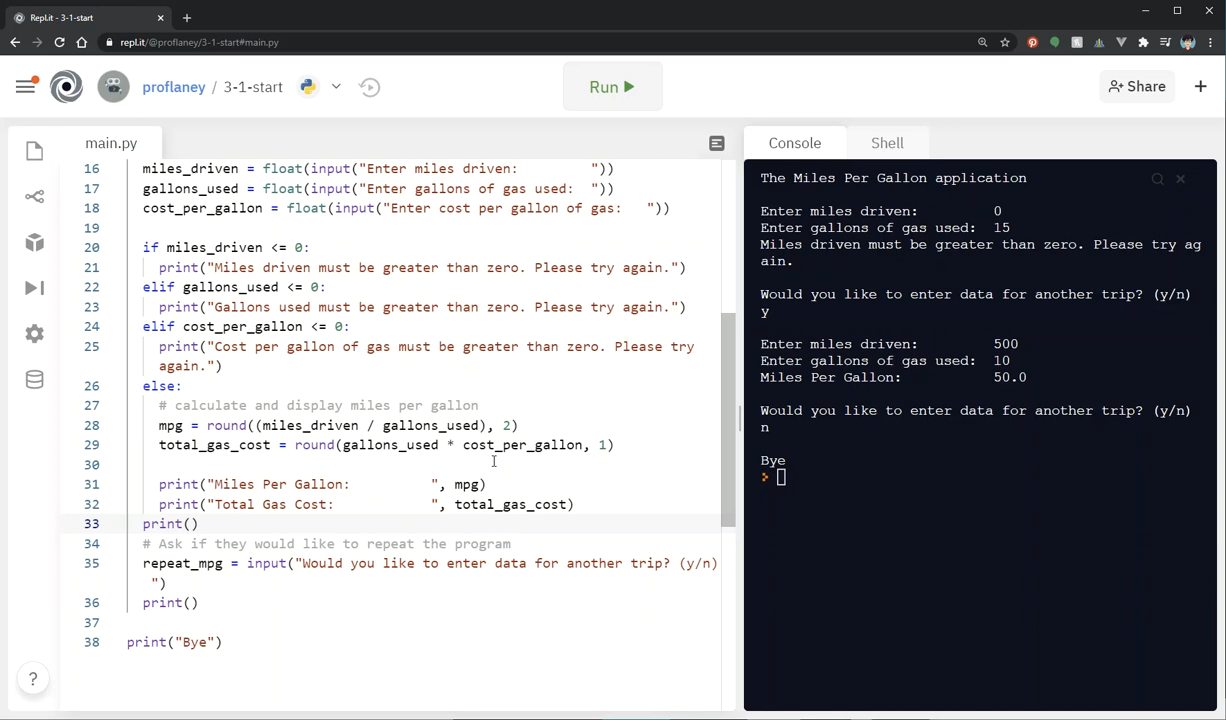 Repl.it - 3-1-start
repl.it/@proflaney/3-1-start#main.py
proflaney / 3-1-start
Run
Share
main.py
Console
Shell
16 miles_driven = float(input("Enter miles driven:         "))
17 gallons_used = float(input("Enter gallons of gas used:  "))
18 cost_per_gallon = float(input("Enter cost per gallon of gas:   "))
19
20 if miles_driven <= 0:
21   print("Miles driven must be greater than zero. Please try again.")
22 elif gallons_used <= 0:
23   print("Gallons used must be greater than zero. Please try again.")
24 elif cost_per_gallon <= 0:
25   print("Cost per gallon of gas must be greater than zero. Please try
again.")
26 else:
27   # calculate and display miles per gallon
28   mpg = round((miles_driven / gallons_used), 2)
29   total_gas_cost = round(gallons_used * cost_per_gallon, 1)
30
31   print("Miles Per Gallon:          ", mpg)
32   print("Total Gas Cost:            ", total_gas_cost)
33 print()
34 # Ask if they would like to repeat the program
35 repeat_mpg = input("Would you like to enter data for another trip? (y/n)
")
36 print()
37
38 print("Bye")
?
The Miles Per Gallon application
Enter miles driven:         0
Enter gallons of gas used:  15
Miles driven must be greater than zero. Please try ag
ain.
Would you like to enter data for another trip? (y/n)
y
Enter miles driven:         500
Enter gallons of gas used:  10
Miles Per Gallon:           50.0
Would you like to enter data for another trip? (y/n)
n
Bye